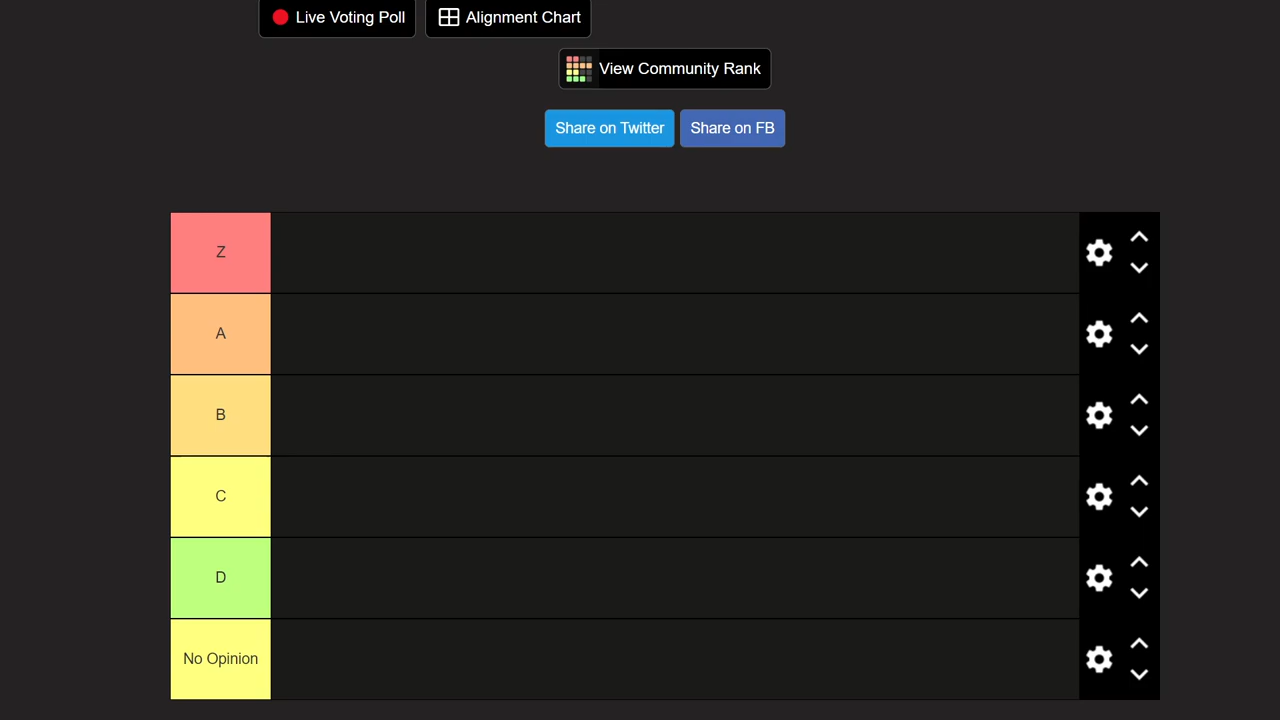 Live Voting Poll
Alignment Chart
View Community Rank
Share on Twitter
Share on FB
Z
A
B
C
D
No Opinion